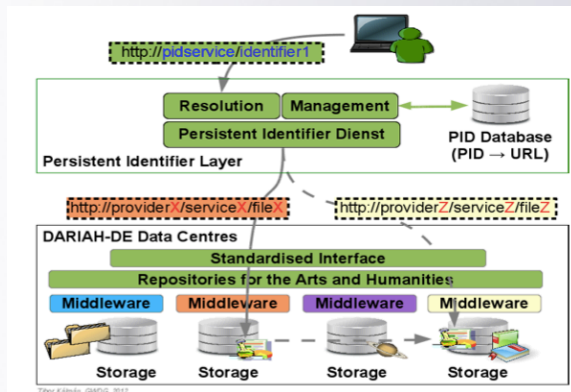 http://pidservice/identifier1
Resolution
Management
Persistent Identifier Dienst
PID Database
(PID → URL)
Persistent Identifier Layer
http://providerX/serviceX/fileX
http://providerZ/serviceZ/fileZ
DARIAH-DE Data Centres
Standardised Interface
Repositories for the Arts and Humanities
Middleware
Middleware
Middleware
Middleware
Storage
Storage
Storage
Storage
GWDG, 2012